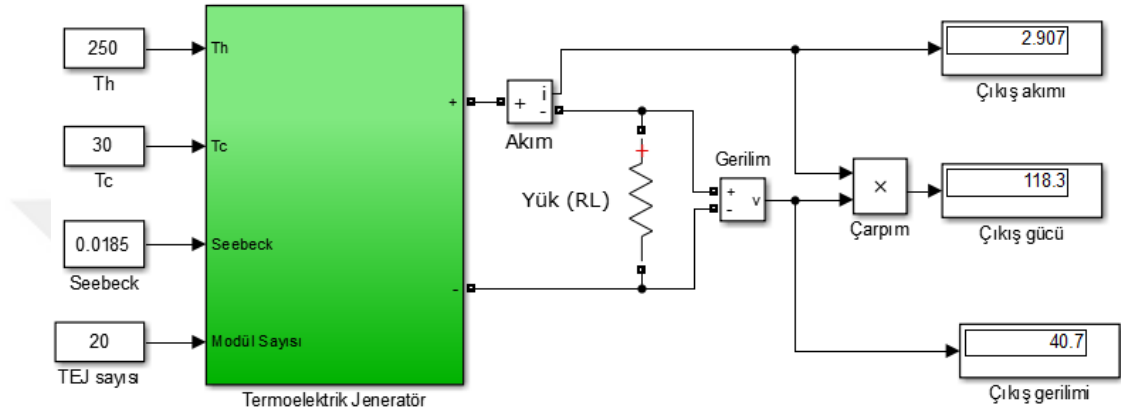 250
Th
30
Tc
0.0185
Seebeck
20
TEJ sayısı
Th
Tc
Seebeck
Modül Sayısı
+
-
Termoelektrik Jeneratör
+
i
-
Akım
+
Yük (RL)
Gerilim
+
-
v
×
Çarpım
2.907
Çıkış akımı
118.3
Çıkış gücü
40.7
Çıkış gerilimi